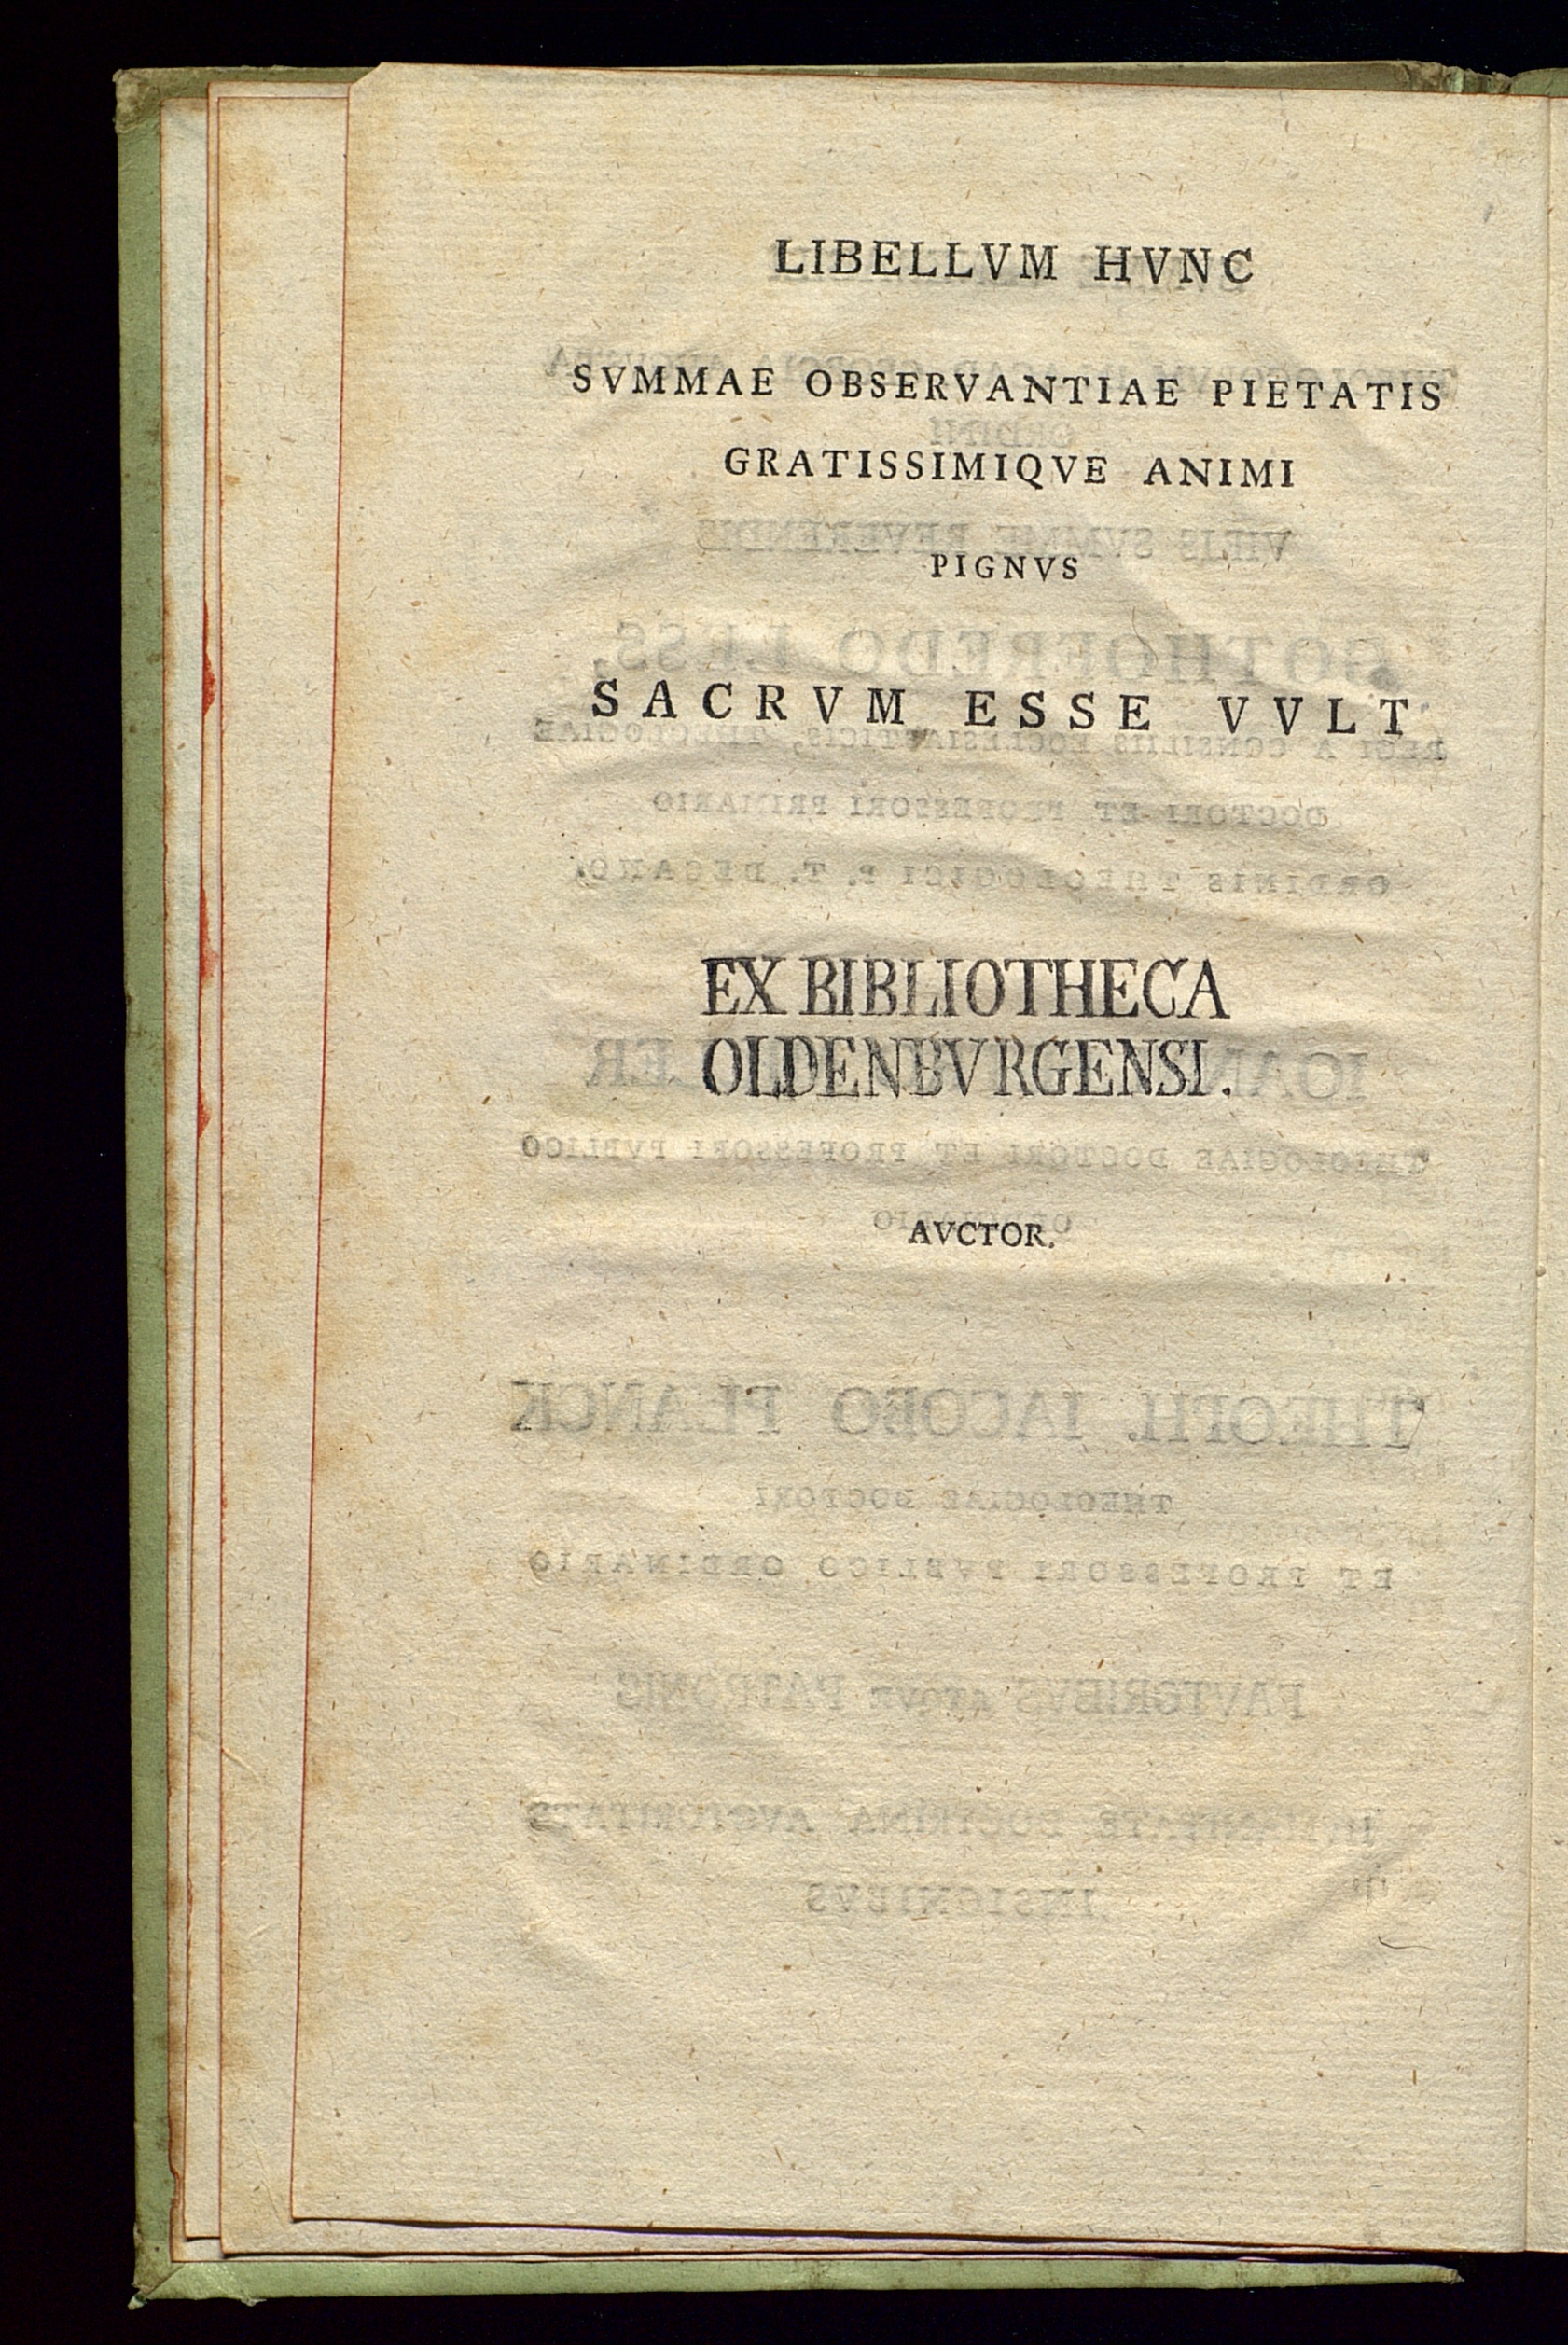 LIBELLVM HVNC
SVMMAE OBSERVANTIAE PIETATIS
GRATISSIMIQVE ANIMI
PIGNVS
SACRVM ESSE VVLT
EX BIBLIOTHECA
OLDENBVRGENSI.
AVCTOR.